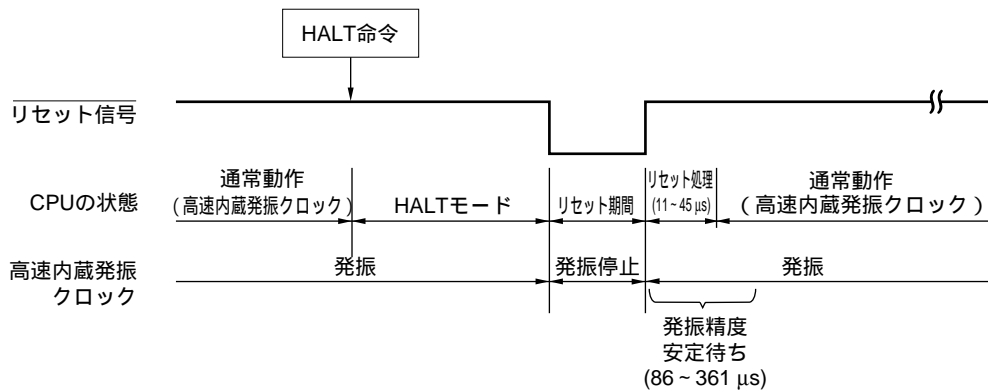 HALT命令
リセット信号
CPUの状態
通常動作
(高速内蔵発振クロック)
HALTモード
リセット期間
リセット処理
(11~45 μs)
通常動作
(高速内蔵発振クロック)
高速内蔵発振
クロック
発振
発振停止
発振
発振精度
安定待ち
(86~361 μs)